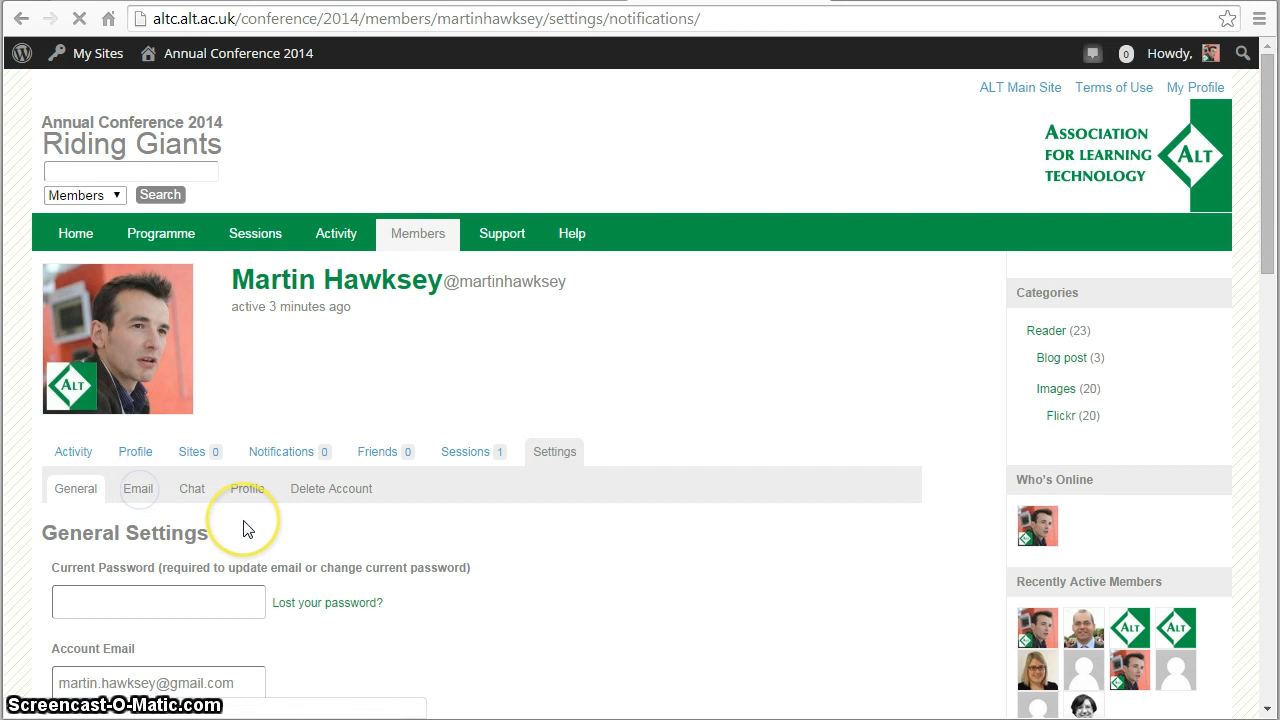 altc.alt.ac.uk/conference/2014/members/martinhawksey/settings/notifications/
My Sites Annual Conference 2014 0 Howdy,
ALT Main Site Terms of Use My Profile
Annual Conference 2014
Riding Giants
ASSOCIATION
FOR LEARNING
TECHNOLOGY
ALT
Members Search
Home Programme Sessions Activity Members Support Help
Martin Hawksey @martinhawksey
active 3 minutes ago
ALT
Categories
Reader (23)
Blog post (3)
Images (20)
Flickr (20)
Activity Profile Sites 0 Notifications 0 Friends 0 Sessions 1 Settings
General Email Chat Profile Delete Account
Who's Online
General Settings
Current Password (required to update email or change current password)
Lost your password?
Recently Active Members
ALT ALT
Account Email
martin.hawksey@gmail.com
Screencast-O-Matic.com